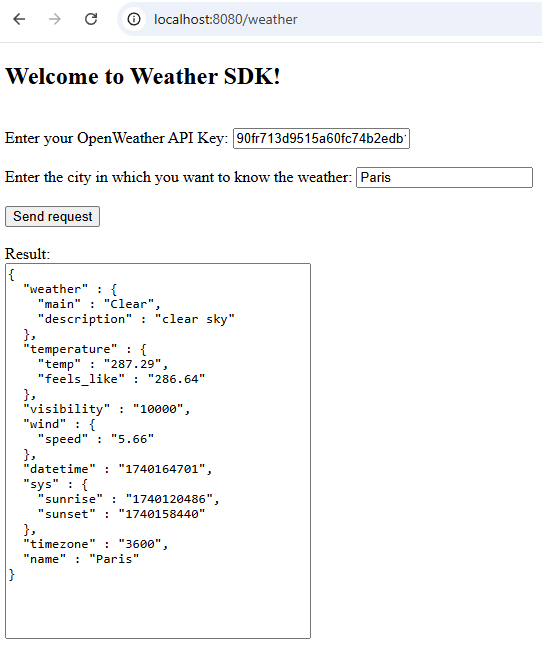 localhost:8080/weather
Welcome to Weather SDK!
Enter your OpenWeather API Key: 90fr713d9515a60fc74b2edb
Enter the city in which you want to know the weather: Paris
Send request
Result:
{
  "weather" : {
    "main" : "Clear",
    "description" : "clear sky"
  },
  "temperature" : {
    "temp" : "287.29",
    "feels_like" : "286.64"
  },
  "visibility" : "10000",
  "wind" : {
    "speed" : "5.66"
  },
  "datetime" : "1740164701",
  "sys" : {
    "sunrise" : "1740120486",
    "sunset" : "1740158440"
  },
  "timezone" : "3600",
  "name" : "Paris"
}